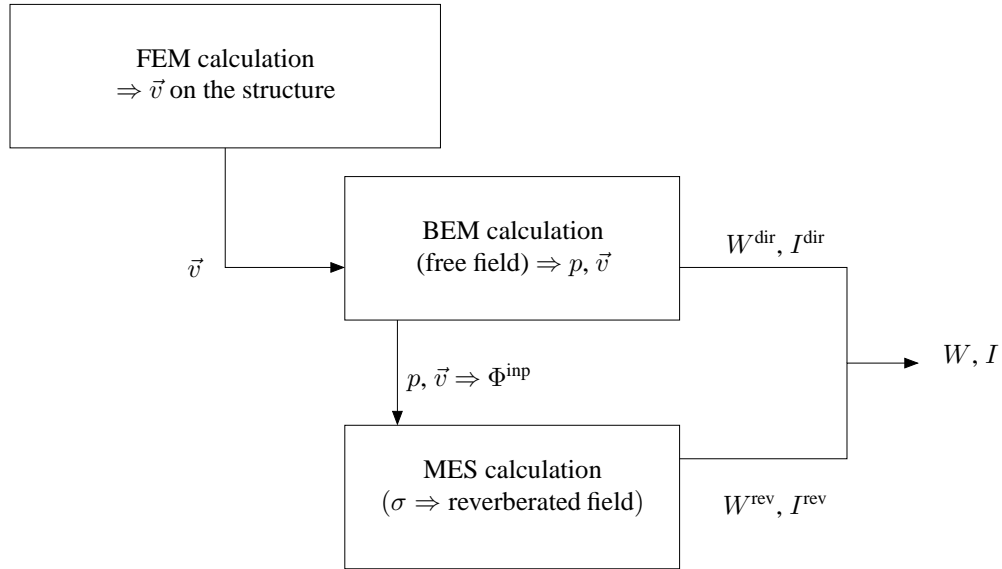 FEM calculation
⇒ v⃗ on the structure
BEM calculation
(free field) ⇒ p, v⃗
W^dir, I^dir
v⃗
W, I
p, v⃗ ⇒ Φ^inp
MES calculation
(σ ⇒ reverberated field)
W^rev, I^rev